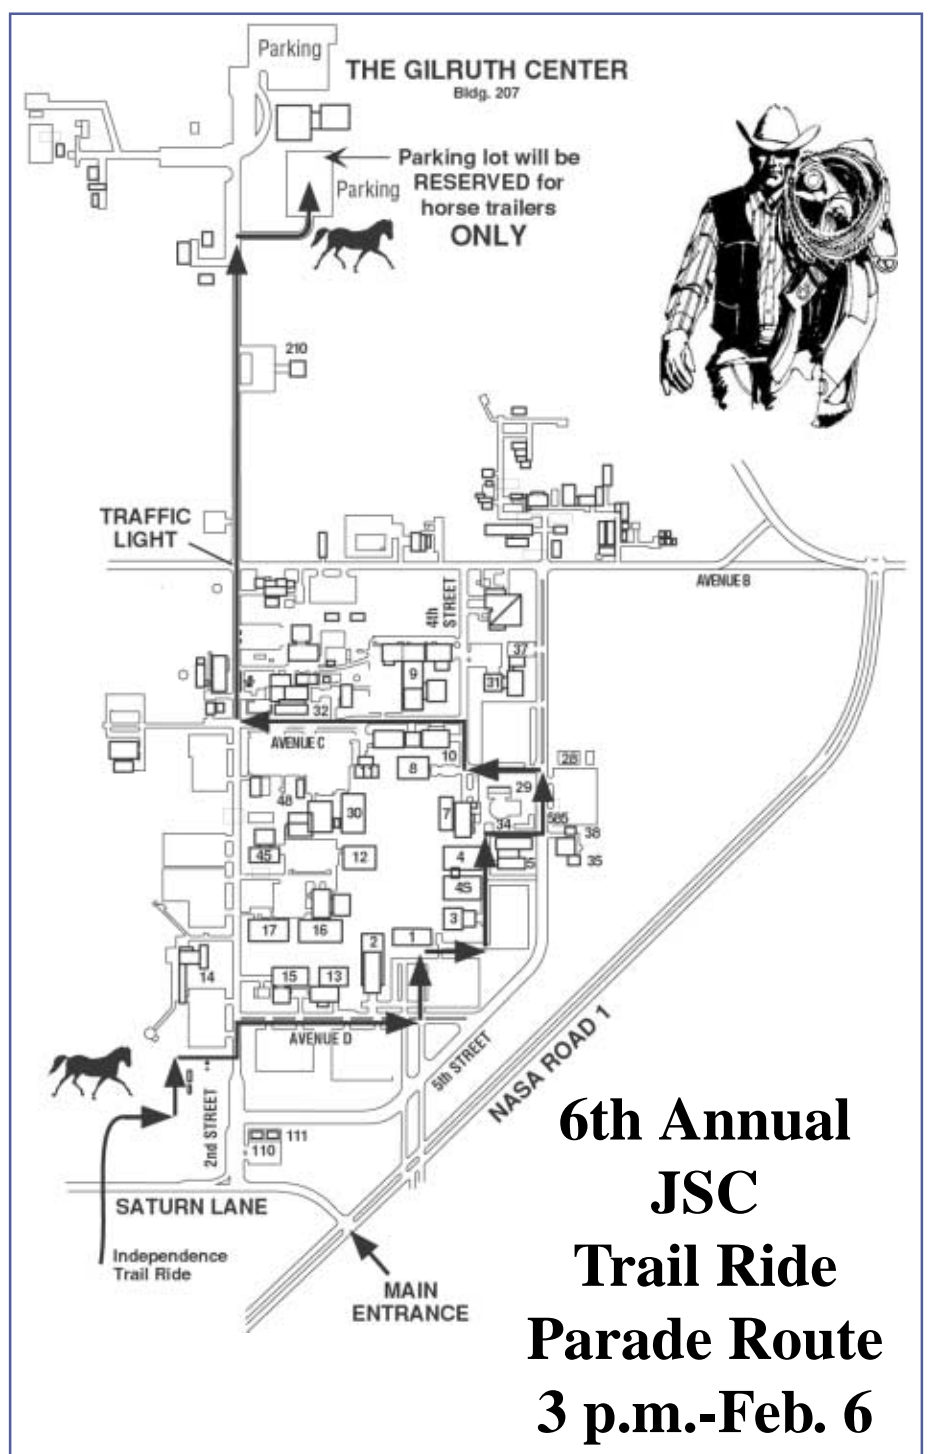 Parking
THE GILRUTH CENTER
Bldg. 207
Parking lot will be
RESERVED for
horse trailers
ONLY
Parking
210
TRAFFIC
LIGHT
AVENUE B
4th
STREET
37
9
31
32
AVENUE C
10
8
28
29
48
30
7
34
585
38
45
12
4
5
35
4S
3
17
16
2
1
14
15
13
AVENUE D
5th STREET
NASA ROAD 1
2nd STREET
111
110
SATURN LANE
Independence
Trail Ride
MAIN
ENTRANCE
6th Annual
JSC
Trail Ride
Parade Route
3 p.m.-Feb. 6